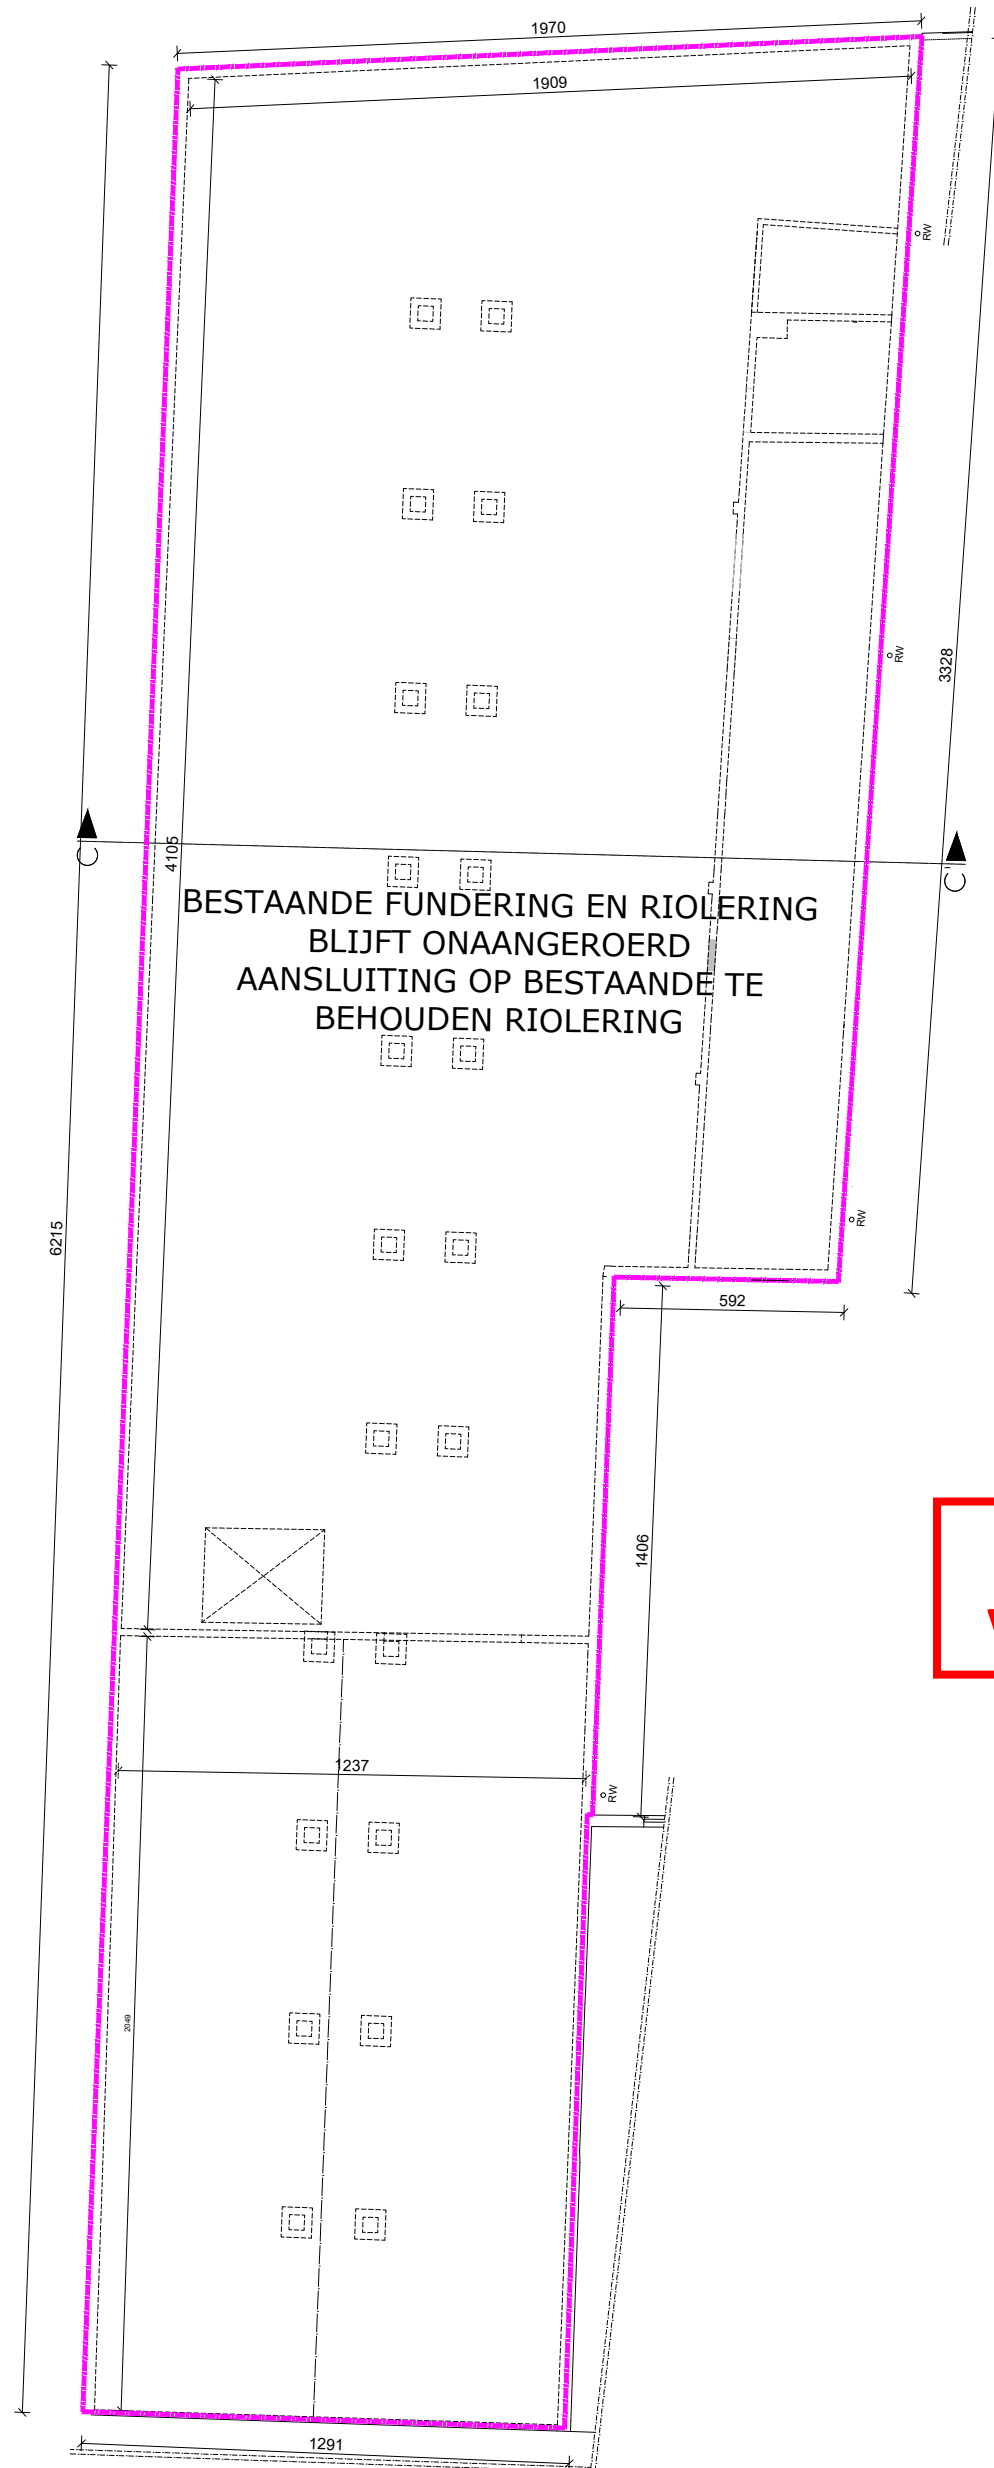 1970
1909
RW
RW
3328
4105
C
C
BESTAANDE FUNDERING EN RIOLERING
BLIJFT ONAANGEROERD
AANSLUITING OP BESTAANDE TE
BEHOUDEN RIOLERING
6215
RW
592
1406
1237
RW
2049
1291